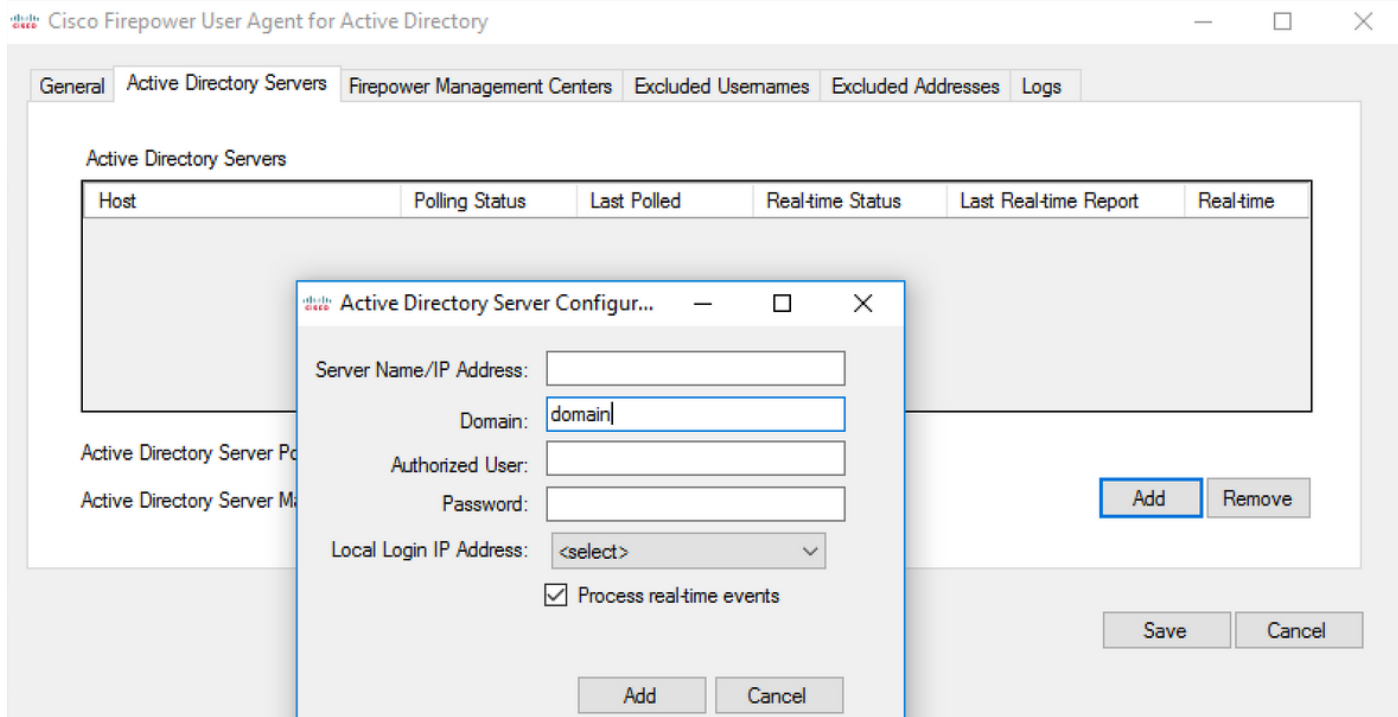 Cisco Firepower User Agent for Active Directory
General Active Directory Servers Firepower Management Centers Excluded Usernames Excluded Addresses Logs
Active Directory Servers
Host Polling Status Last Polled Real-time Status Last Real-time Report Real-time
Active Directory Server Configur...
Server Name/IP Address:
Domain: domain
Active Directory Server Po
Authorized User:
Active Directory Server Ma
Password:
Add Remove
Local Login IP Address: <select>
Process real-time events
Save Cancel
Add Cancel